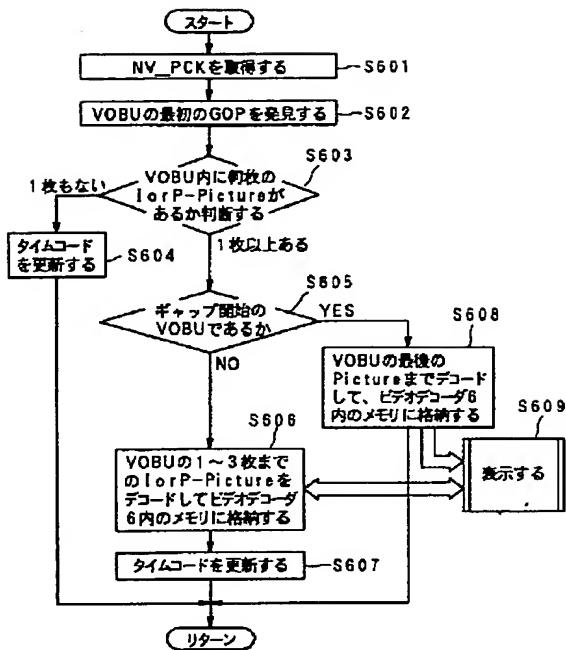 スタート
NV_PCKを取得する
S601
VOBUの最初のGOPを発見する
S602
S603
VOBU内に何枚の
IorP-Pictureが
あるか判断する
1枚もない
1枚以上ある
タイムコード
を更新する
S604
S605
ギャップ開始の
VOBUであるか
YES
NO
S608
VOBUの最後の
Pictureまでデコード
して、ビデオデコーダ6
内のメモリに格納する
S609
表示する
S606
VOBUの1～3枚まで
のIorP-Pictureを
デコードしてビデオデコーダ
6内のメモリに格納する
タイムコードを更新する
S607
リターン